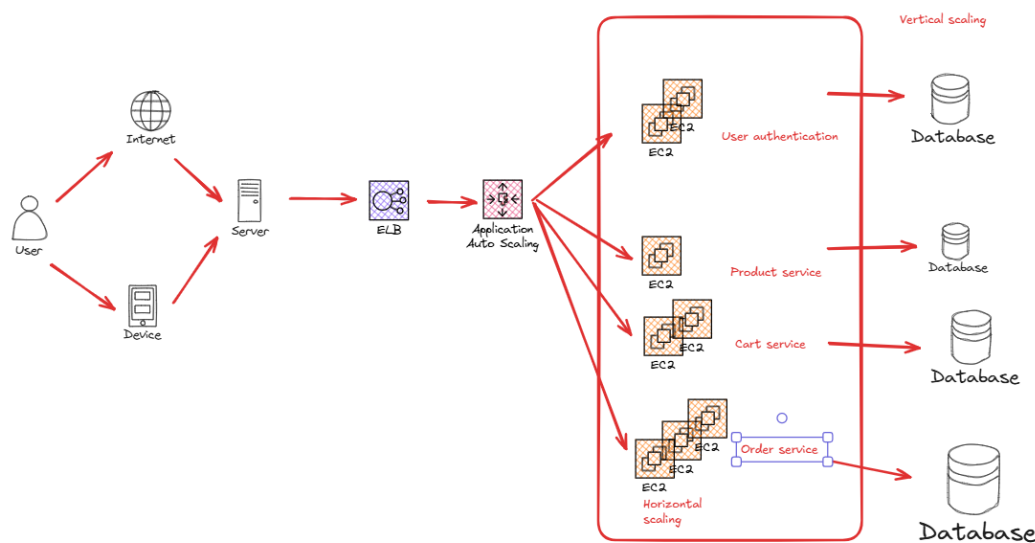 Vertical scaling
Internet
User
Device
Server
ELB
Application
Auto Scaling
EC2
EC2
User authentication
Database
EC2
Product service
Database
EC2
EC2
Cart service
Database
EC2
EC2
EC2
Order service
Database
Horizontal
scaling